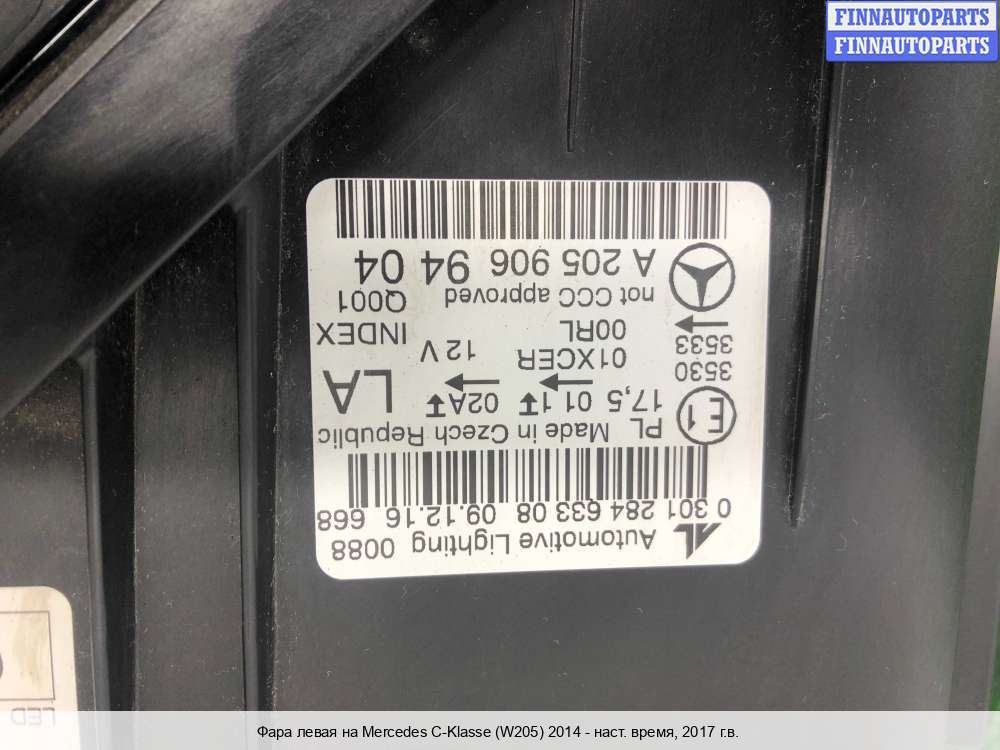 FINNAUTOPARTS
FINNAUTOPARTS
AL Automotive Lighting 0088
0 301 284 633 08 09.12.16 668
PL Made in Czech Republic
E1 17,5 01 1 02A LA
3530 01XCER 12 V
3533 00RL INDEX
not CCC approved Q001
A 205 906 94 04
LED
Фара левая на Mercedes C-Klasse (W205) 2014 - наст. время, 2017 г.в.